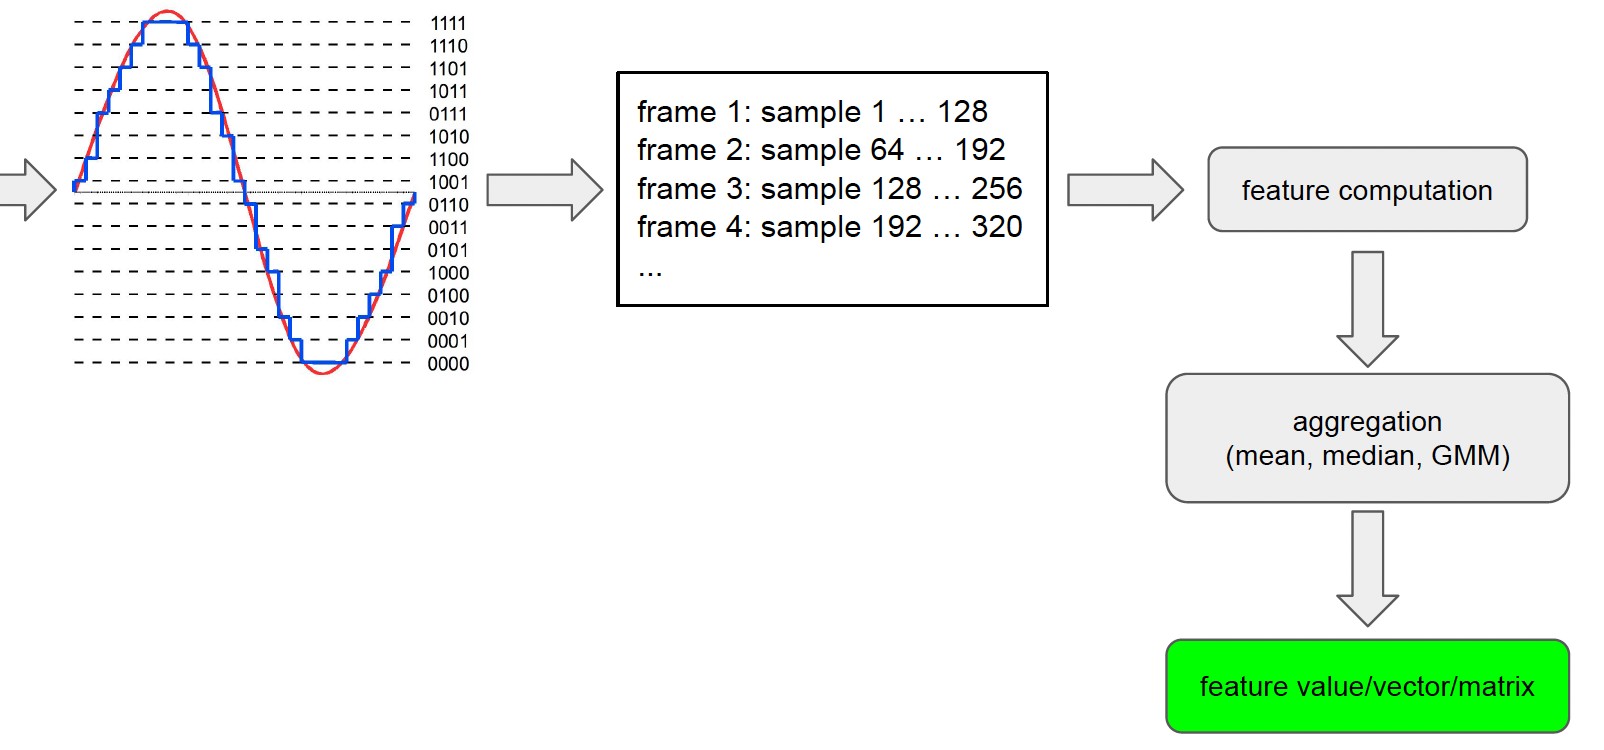 1111
1110
1101
1011
0111
1010
1100
1001
0110
0011
0101
1000
0100
0010
0001
0000
frame 1: sample 1 … 128
frame 2: sample 64 … 192
frame 3: sample 128 … 256
frame 4: sample 192 … 320
...
feature computation
aggregation
(mean, median, GMM)
feature value/vector/matrix